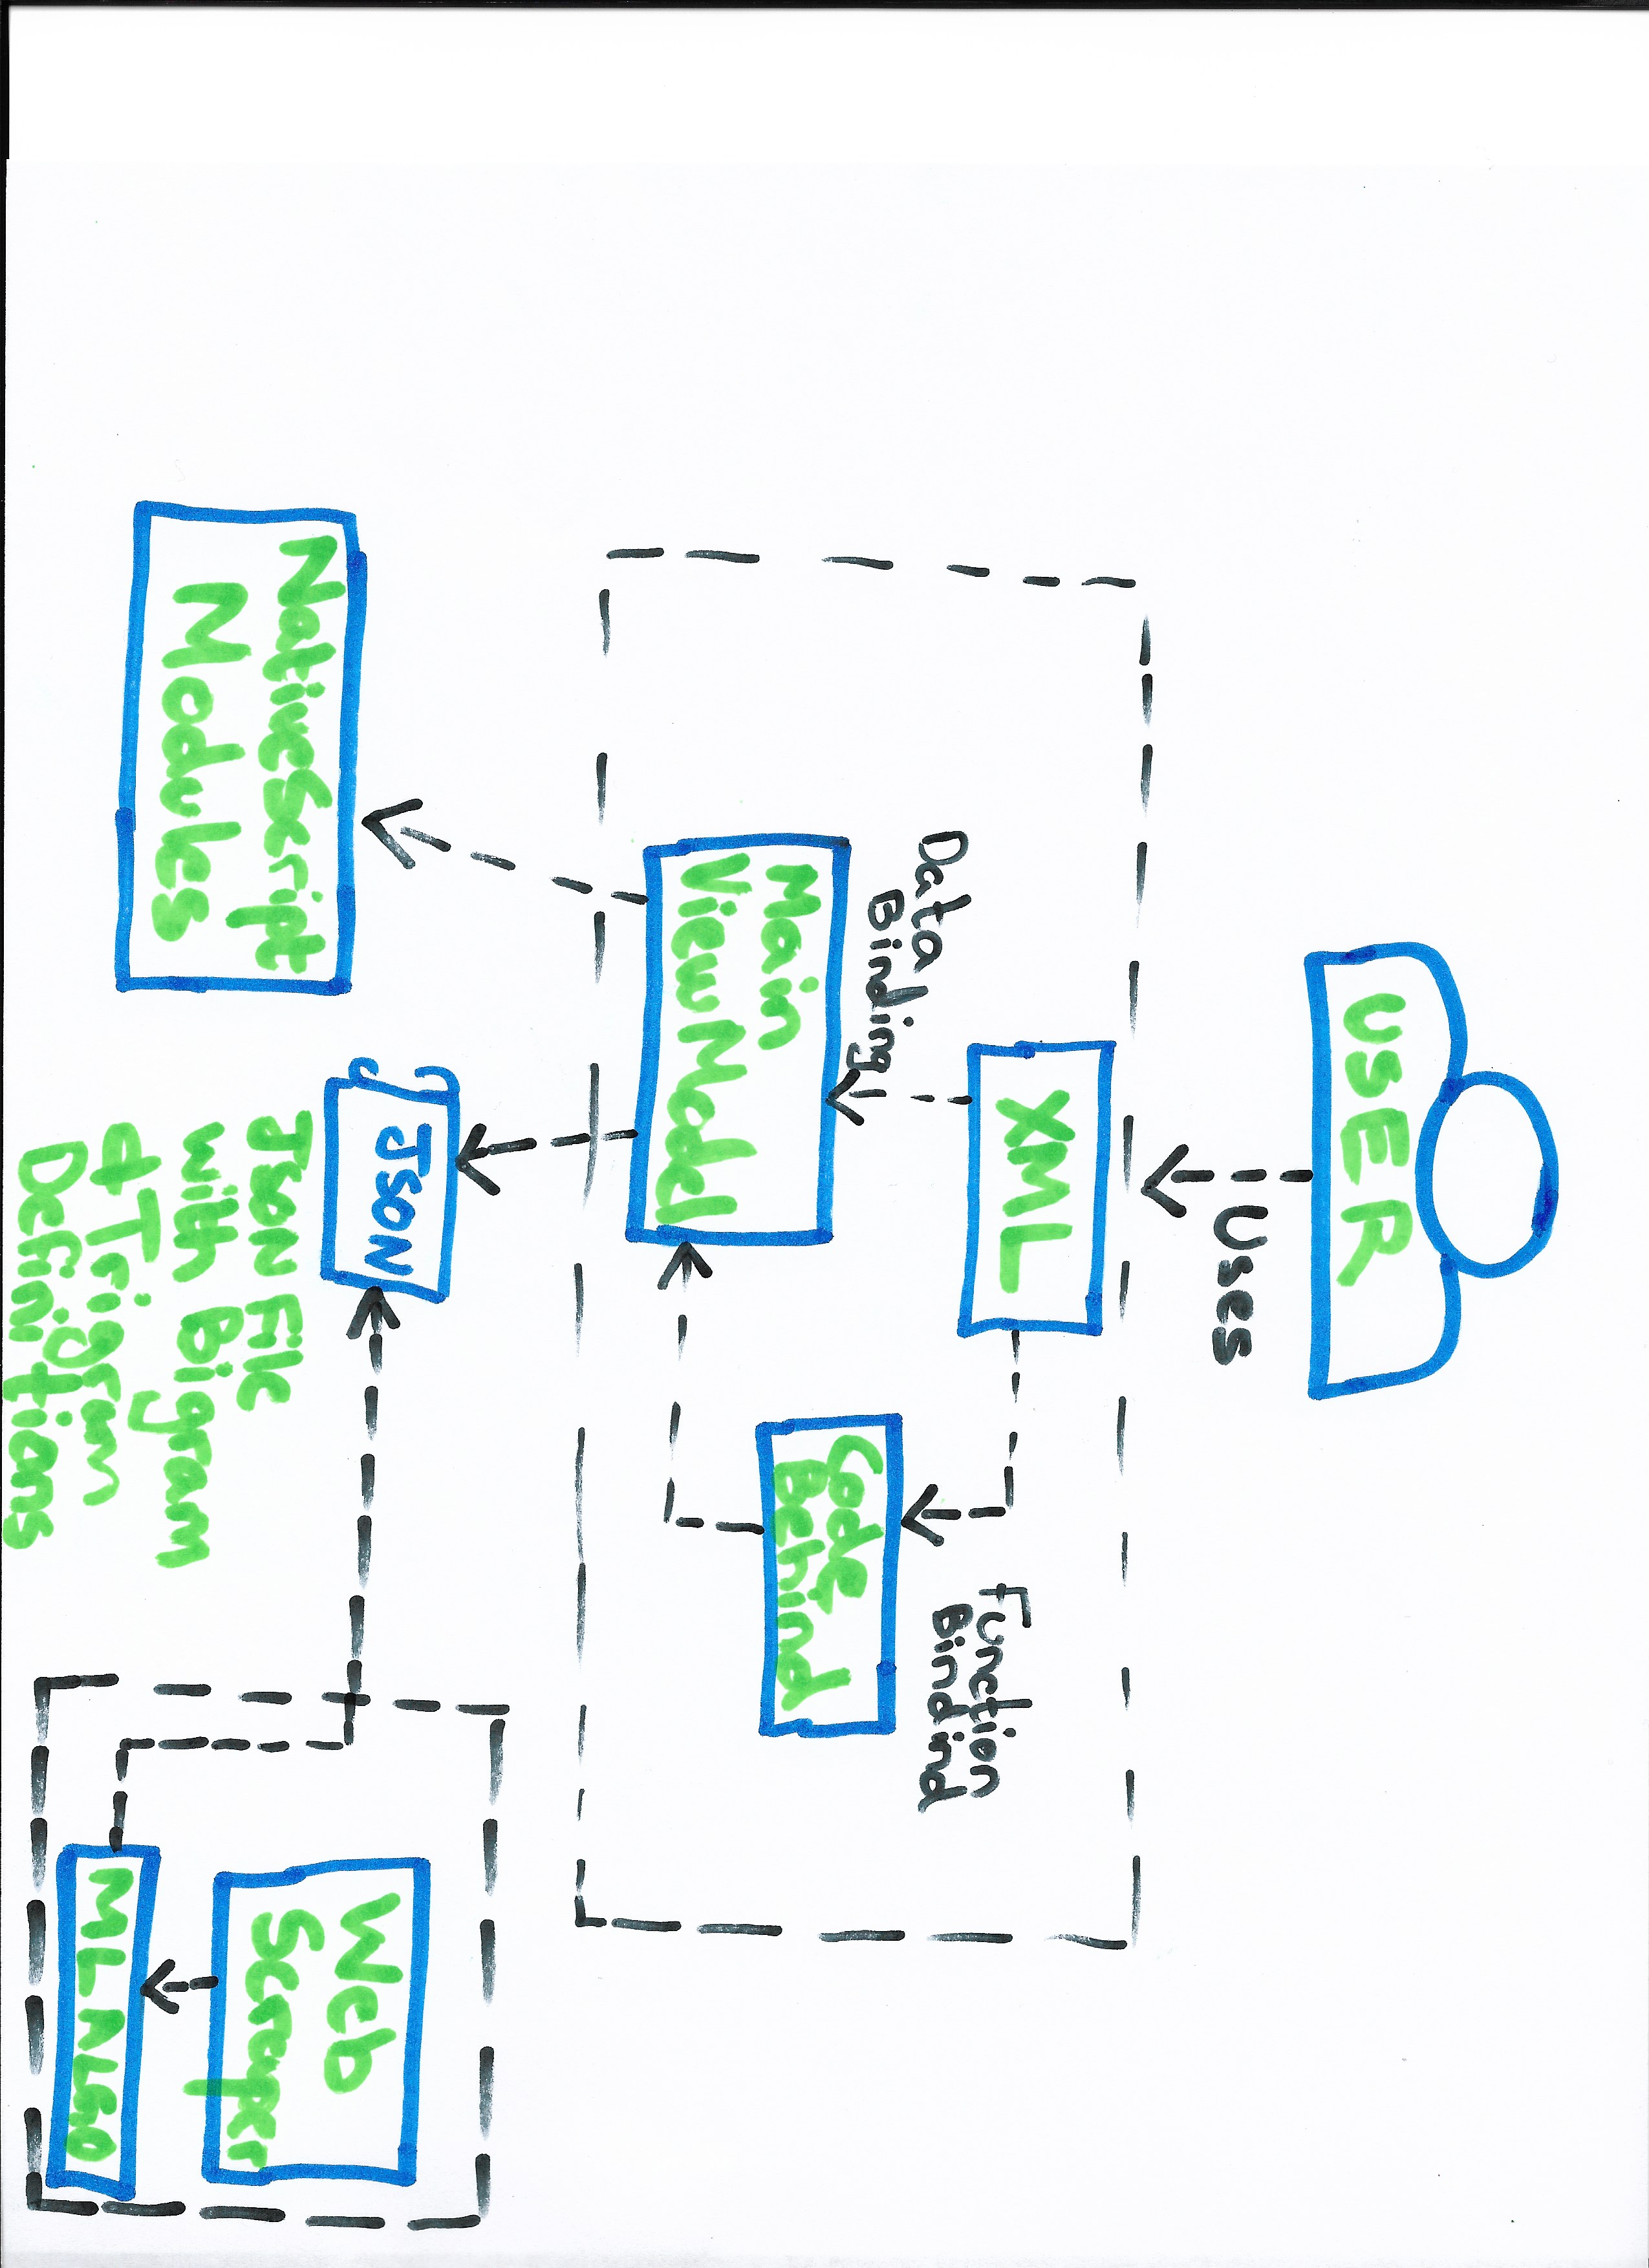 USER
Uses
XML
Function
Bindind
Data
Binding
Code
Behind
Main
ViewModel
JSON
NativeScript
Modules
JSON File
with Bigram
& Trigram
Definitions
Web
Scraper
ML ALGO